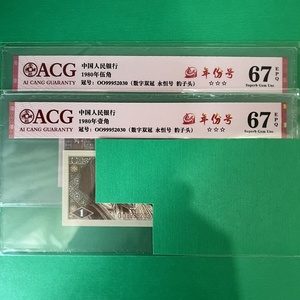 ACG
AI CANG GUARANTY
中国人民银行
1980年伍角
冠号：OO99952030（数字双冠 永恒号 豹子头）
年份号
☆☆☆
67 EPQ
Superb Gem Unc
ACG
AI CANG GUARANTY
中国人民银行
1980年壹角
冠号：OO99952030（数字双冠 永恒号 豹子头）
年份号
☆☆☆
67 EPQ
Superb Gem Unc
1